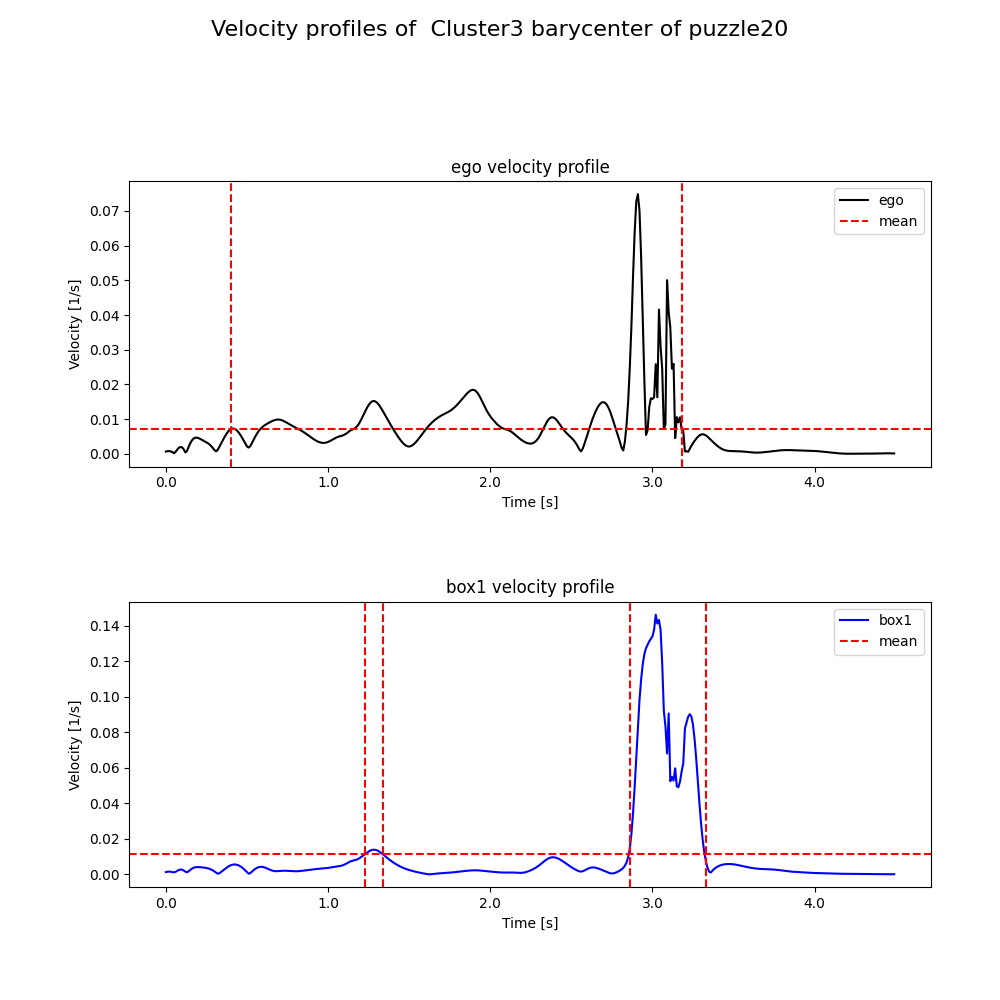 Velocity profiles of  Cluster3 barycenter of puzzle20
ego velocity profile
ego
mean
0.07
0.06
0.05
0.04
0.03
0.02
0.01
0.00
Velocity [1/s]
0.0 1.0 2.0 3.0 4.0
Time [s]
box1 velocity profile
box1
mean
0.14
0.12
0.10
0.08
0.06
0.04
0.02
0.00
Velocity [1/s]
0.0 1.0 2.0 3.0 4.0
Time [s]